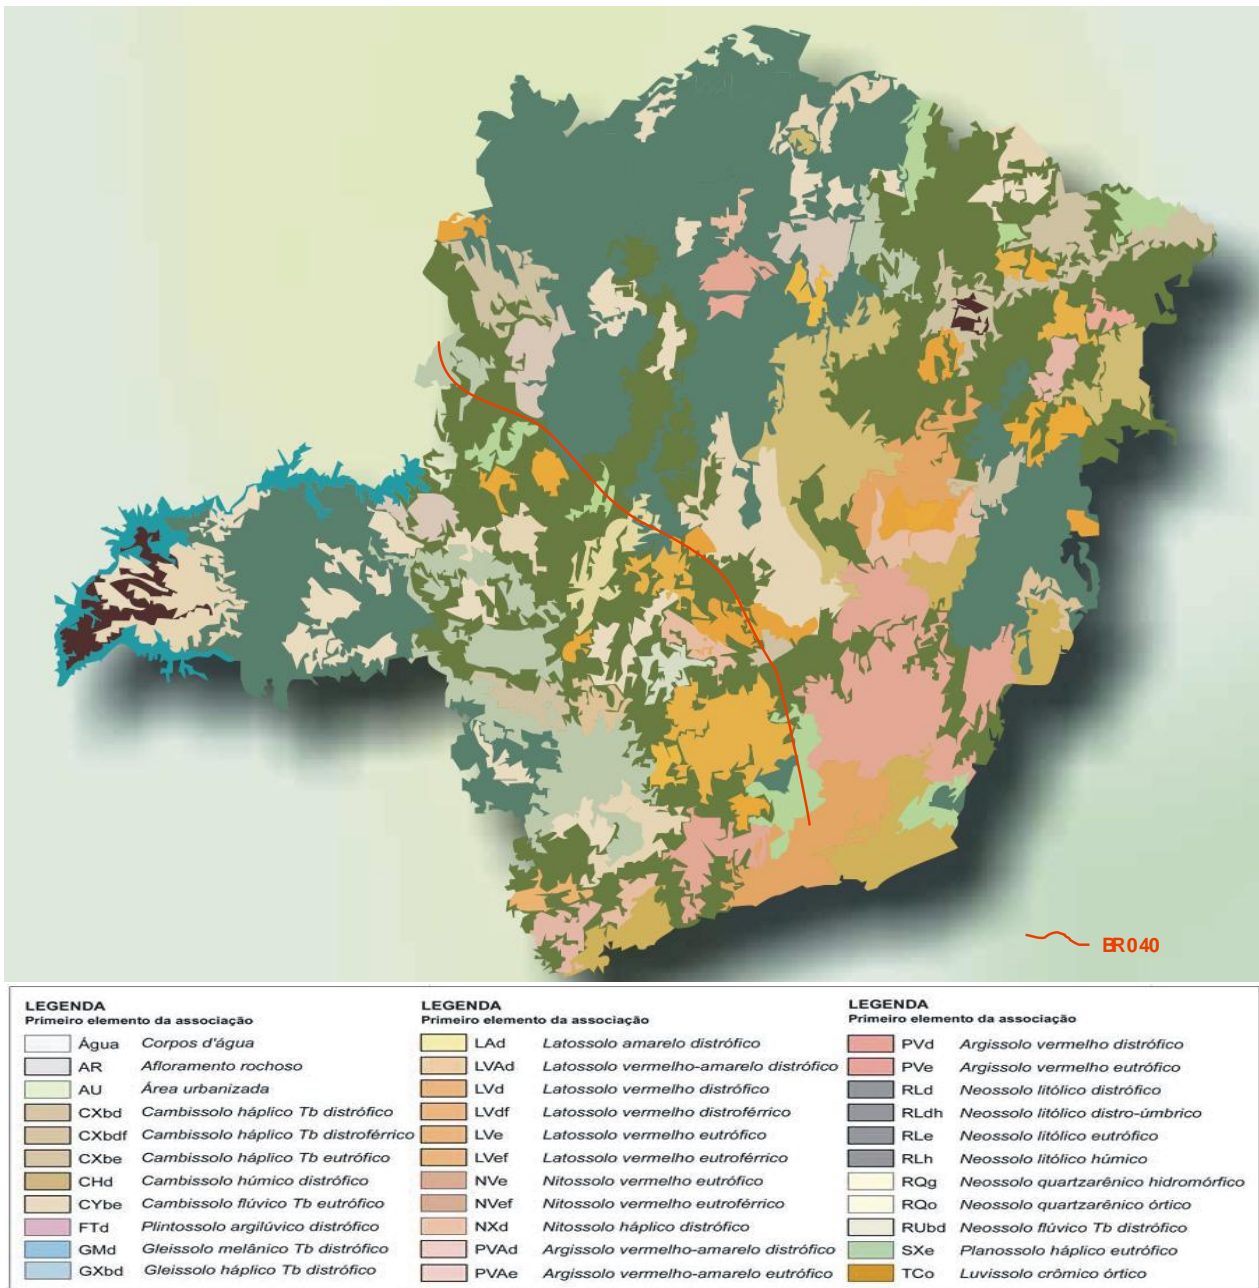 BR040
LEGENDA
Primeiro elemento da associação
Água Corpos d'água
AR Afloramento rochoso
AU Área urbanizada
CXbd Cambissolo háplico Tb distrófico
CXbdf Cambissolo háplico Tb distroférrico
CXbe Cambissolo háplico Tb eutrófico
CHd Cambissolo húmico distrófico
CYbe Cambissolo flúvico Tb eutrófico
FTd Plintossolo argilúvico distrófico
GMd Gleissolo melânico Tb distrófico
GXbd Gleissolo háplico Tb distrófico
LEGENDA
Primeiro elemento da associação
LAd Latossolo amarelo distrófico
LVAd Latossolo vermelho-amarelo distrófico
LVd Latossolo vermelho distrófico
LVdf Latossolo vermelho distroférrico
LVe Latossolo vermelho eutrófico
LVef Latossolo vermelho eutroférrico
NVe Nitossolo vermelho eutrófico
NVef Nitossolo vermelho eutroférrico
NXd Nitossolo háplico distrófico
PVAd Argissolo vermelho-amarelo distrófico
PVAe Argissolo vermelho-amarelo eutrófico
LEGENDA
Primeiro elemento da associação
PVd Argissolo vermelho distrófico
PVe Argissolo vermelho eutrófico
RLd Neossolo litólico distrófico
RLdh Neossolo litólico distro-úmbrico
RLe Neossolo litólico eutrófico
RLh Neossolo litólico húmico
RQg Neossolo quartzarênico hidromórfico
RQo Neossolo quartzarênico órtico
RUbd Neossolo flúvico Tb distrófico
SXe Planossolo háplico eutrófico
TCo Luvissolo crômico órtico